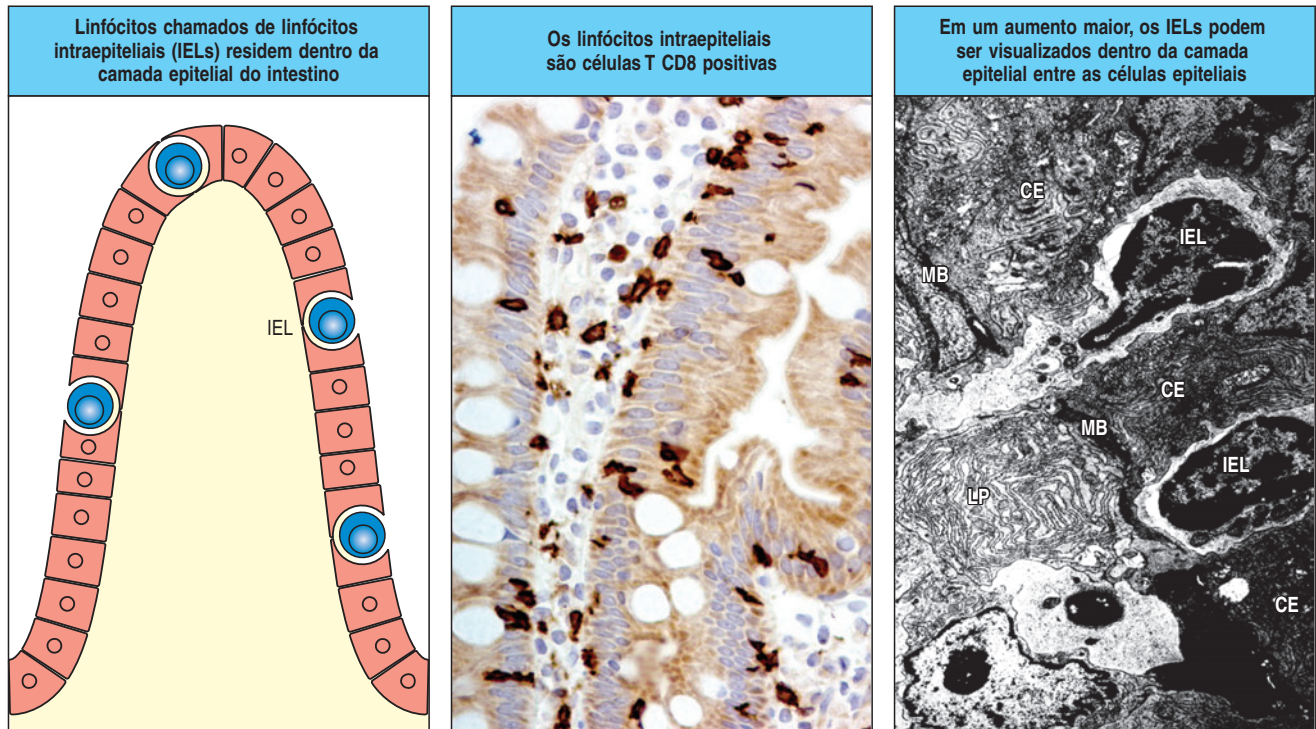 Linfócitos chamados de linfócitos
intraepiteliais (IELs) residem dentro da
camada epitelial do intestino
IEL
Os linfócitos intraepiteliais
são células T CD8 positivas
Em um aumento maior, os IELs podem
ser visualizados dentro da camada
epitelial entre as células epiteliais
CE
IEL
MB
CE
MB
IEL
LP
CE